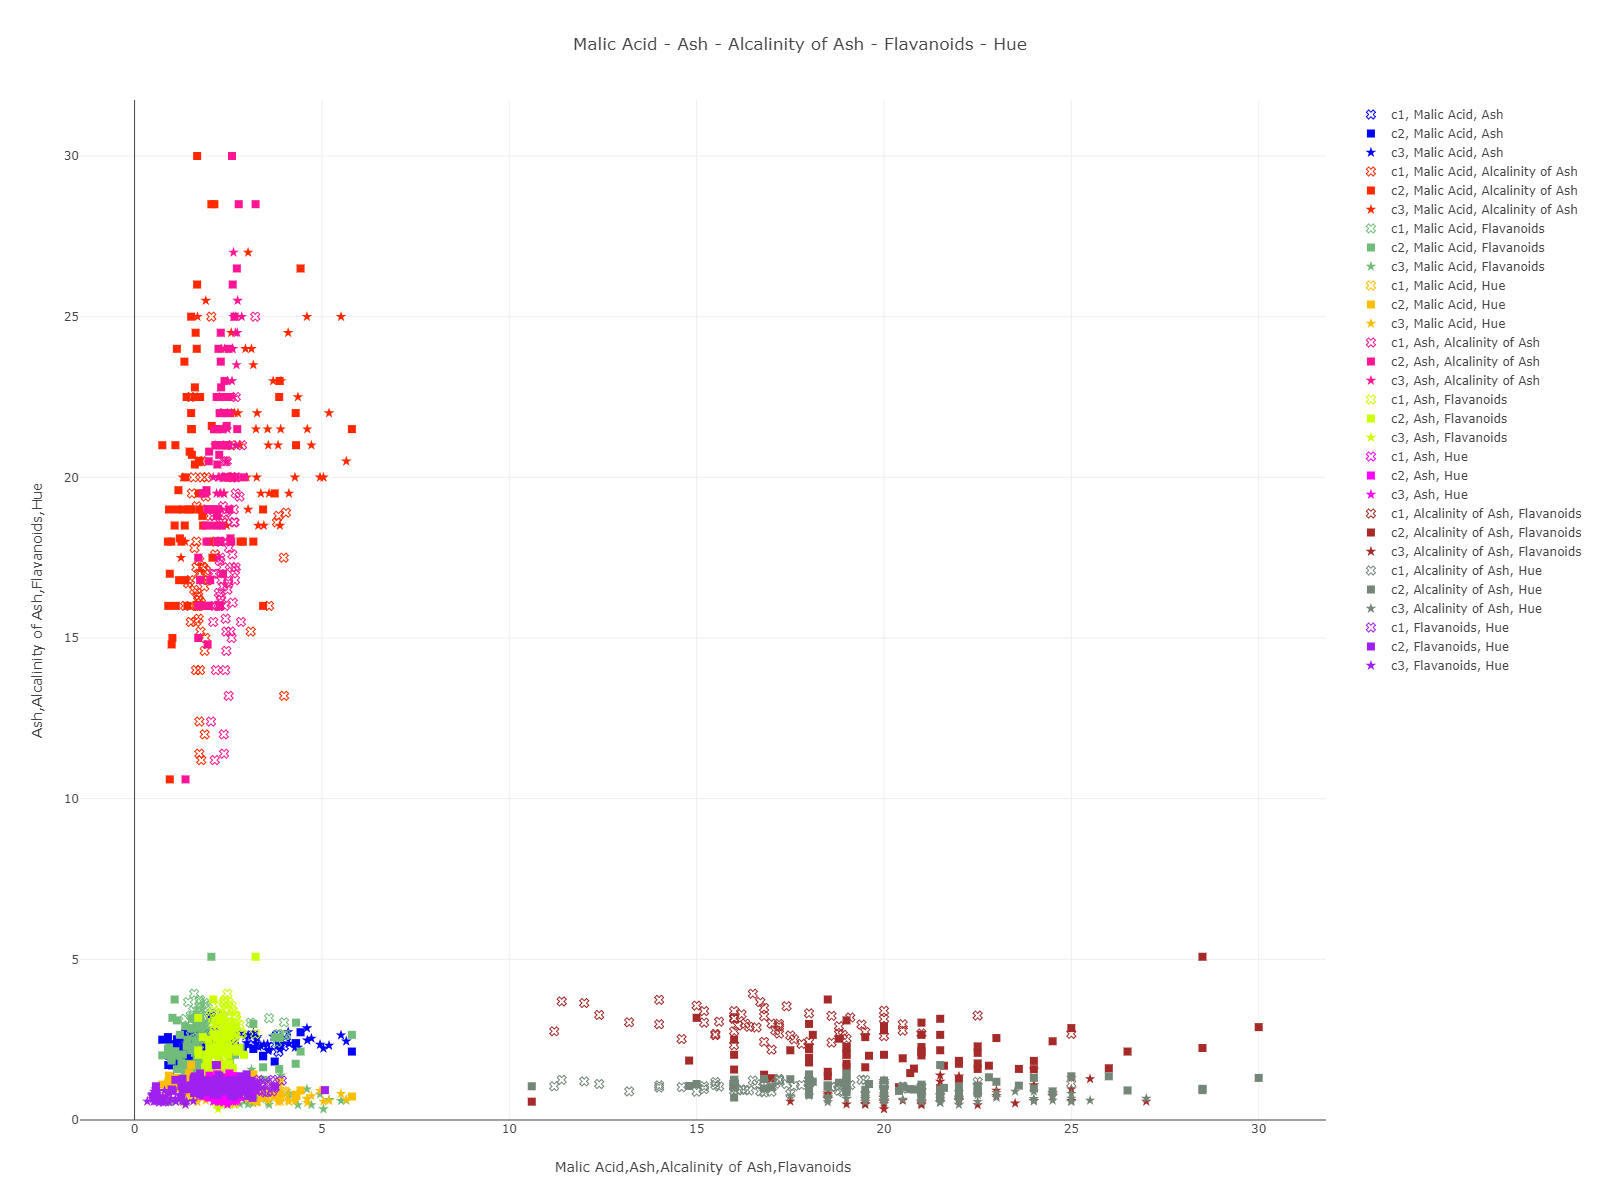 Malic Acid - Ash - Alcalinity of Ash - Flavanoids - Hue
c1, Malic Acid, Ash
c2, Malic Acid, Ash
c3, Malic Acid, Ash
c1, Malic Acid, Alcalinity of Ash
c2, Malic Acid, Alcalinity of Ash
c3, Malic Acid, Alcalinity of Ash
c1, Malic Acid, Flavanoids
c2, Malic Acid, Flavanoids
c3, Malic Acid, Flavanoids
c1, Malic Acid, Hue
c2, Malic Acid, Hue
c3, Malic Acid, Hue
c1, Ash, Alcalinity of Ash
c2, Ash, Alcalinity of Ash
c3, Ash, Alcalinity of Ash
c1, Ash, Flavanoids
c2, Ash, Flavanoids
c3, Ash, Flavanoids
c1, Ash, Hue
c2, Ash, Hue
c3, Ash, Hue
c1, Alcalinity of Ash, Flavanoids
c2, Alcalinity of Ash, Flavanoids
c3, Alcalinity of Ash, Flavanoids
c1, Alcalinity of Ash, Hue
c2, Alcalinity of Ash, Hue
c3, Alcalinity of Ash, Hue
c1, Flavanoids, Hue
c2, Flavanoids, Hue
c3, Flavanoids, Hue
Ash,Alcalinity of Ash,Flavanoids,Hue
30
25
20
15
10
5
0
0 5 10 15 20 25 30
Malic Acid,Ash,Alcalinity of Ash,Flavanoids